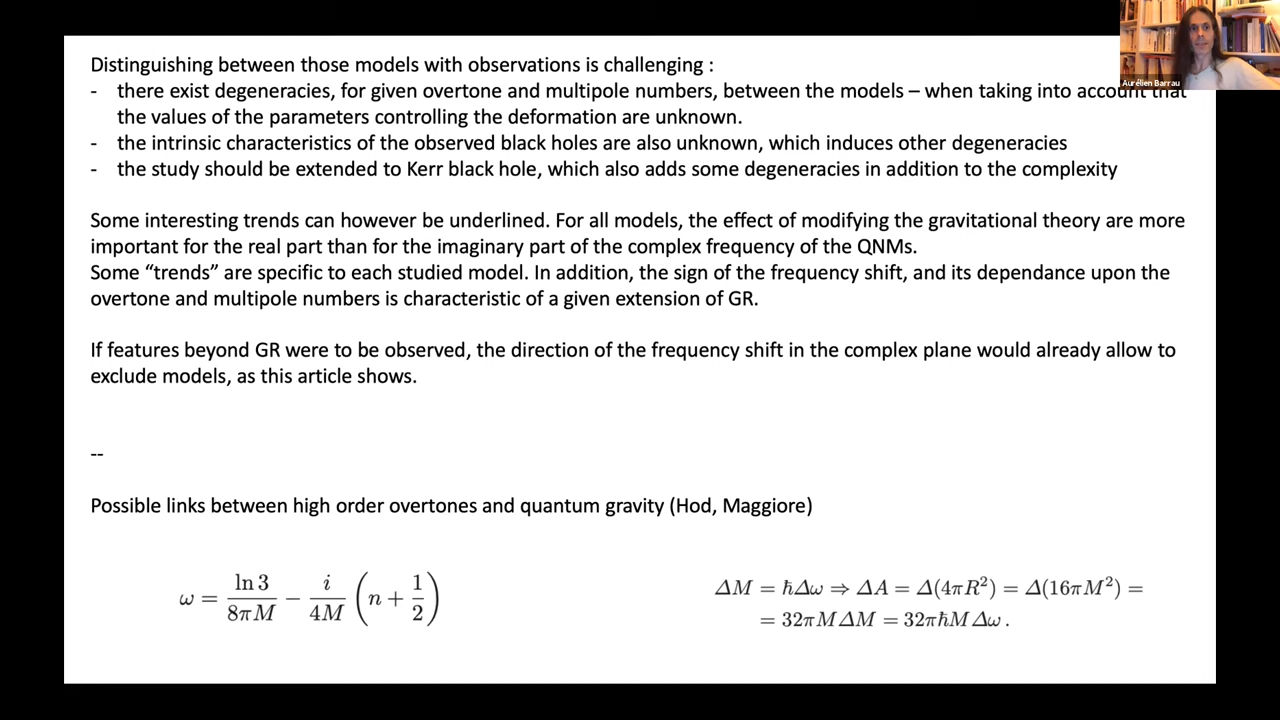 Distinguishing between those models with observations is challenging :
- there exist degeneracies, for given overtone and multipole numbers, between the models – when taking into account that
the values of the parameters controlling the deformation are unknown.
- the intrinsic characteristics of the observed black holes are also unknown, which induces other degeneracies
- the study should be extended to Kerr black hole, which also adds some degeneracies in addition to the complexity
Some interesting trends can however be underlined. For all models, the effect of modifying the gravitational theory are more
important for the real part than for the imaginary part of the complex frequency of the QNMs.
Some “trends” are specific to each studied model. In addition, the sign of the frequency shift, and its dependance upon the
overtone and multipole numbers is characteristic of a given extension of GR.
If features beyond GR were to be observed, the direction of the frequency shift in the complex plane would already allow to
exclude models, as this article shows.
--
Possible links between high order overtones and quantum gravity (Hod, Maggiore)
ω = ln 3 / 8πM − i / 4M (n + 1/2)
ΔM = ℏΔω ⇒ ΔA = Δ(4πR²) = Δ(16πM²) =
= 32πMΔM = 32πℏMΔω .
Aurélien Barrau